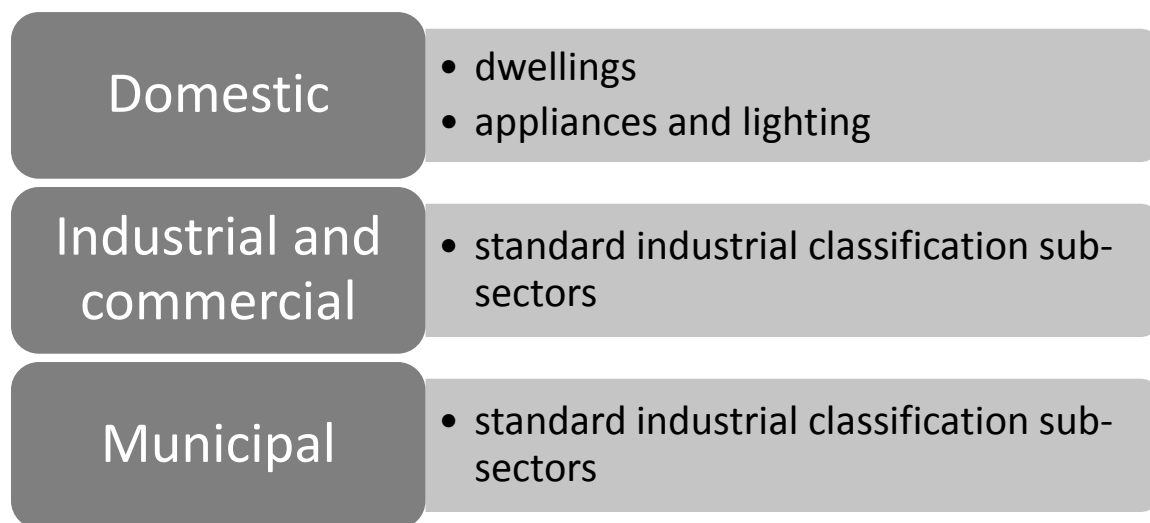 Domestic
• dwellings
• appliances and lighting
Industrial and
commercial
• standard industrial classification sub-
sectors
Municipal
• standard industrial classification sub-
sectors